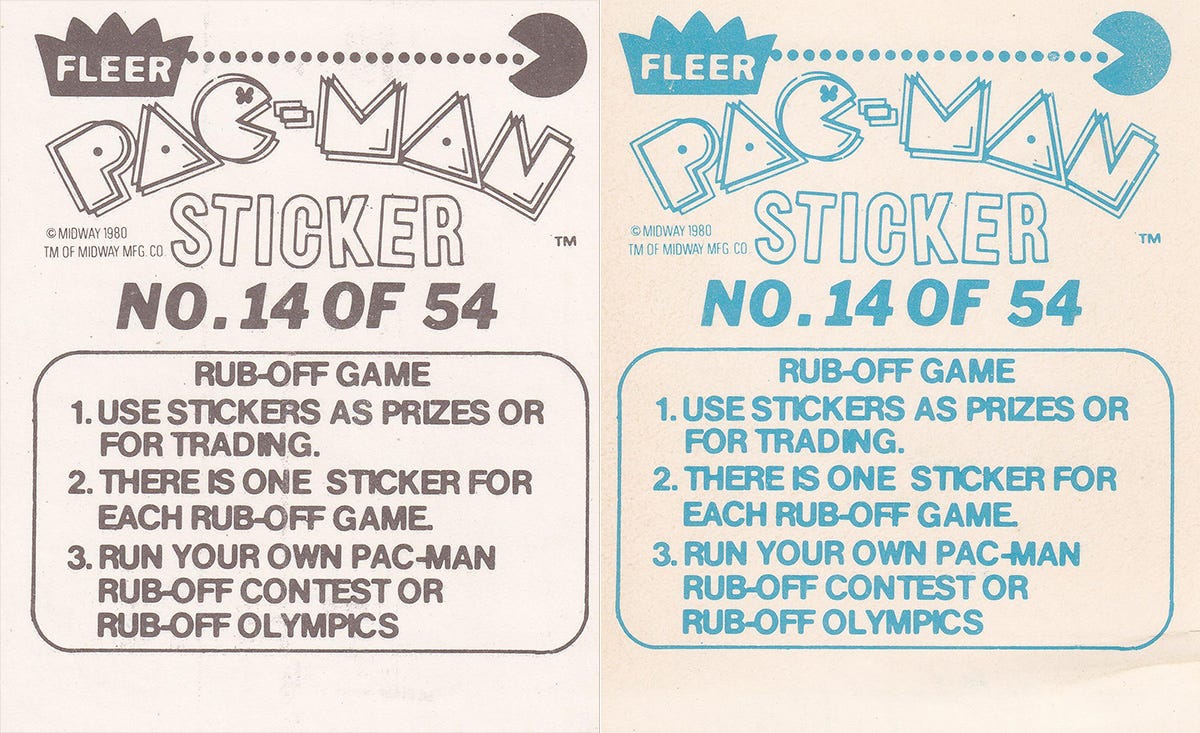 FLEER
PAC-MAN
STICKER
© MIDWAY 1980
TM OF MIDWAY MFG. CO.
TM
NO. 14 OF 54
RUB-OFF GAME
1. USE STICKERS AS PRIZES OR
FOR TRADING.
2. THERE IS ONE STICKER FOR
EACH RUB-OFF GAME.
3. RUN YOUR OWN PAC-MAN
RUB-OFF CONTEST OR
RUB-OFF OLYMPICS
FLEER
PAC-MAN
STICKER
© MIDWAY 1980
TM OF MIDWAY MFG. CO.
TM
NO. 14 OF 54
RUB-OFF GAME
1. USE STICKERS AS PRIZES OR
FOR TRADING.
2. THERE IS ONE STICKER FOR
EACH RUB-OFF GAME.
3. RUN YOUR OWN PAC-MAN
RUB-OFF CONTEST OR
RUB-OFF OLYMPICS